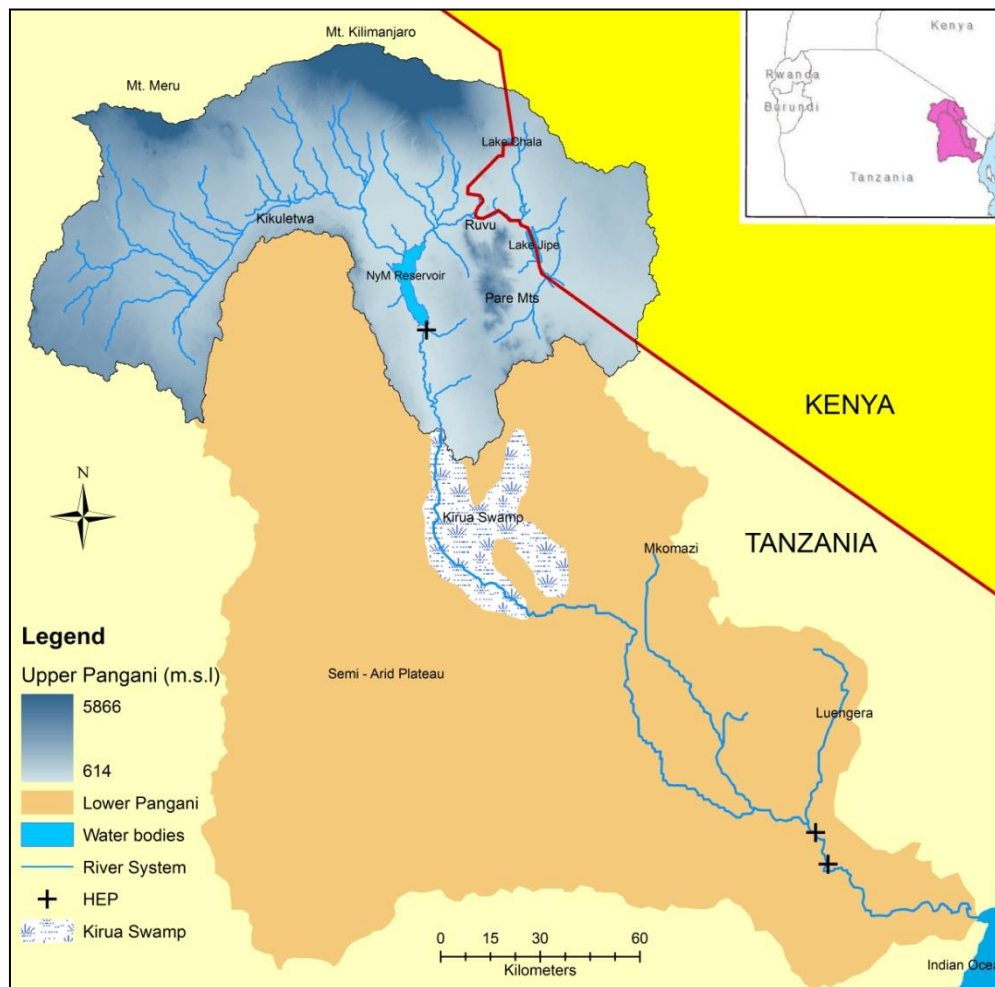 Mt. Kilimanjaro
Mt. Meru
Kenya
Rwanda
Burundi
Tanzania
Lake Chala
Kikuletwa
Ruvu
Lake Jipe
NyM Reservoir
Pare Mts
KENYA
N
Kirua Swamp
Mkomazi
TANZANIA
Semi - Arid Plateau
Luengera
Legend
Upper Pangani (m.s.l)
5866
614
Lower Pangani
Water bodies
River System
HEP
Kirua Swamp
0 15 30 60
Kilometers
Indian Ocea